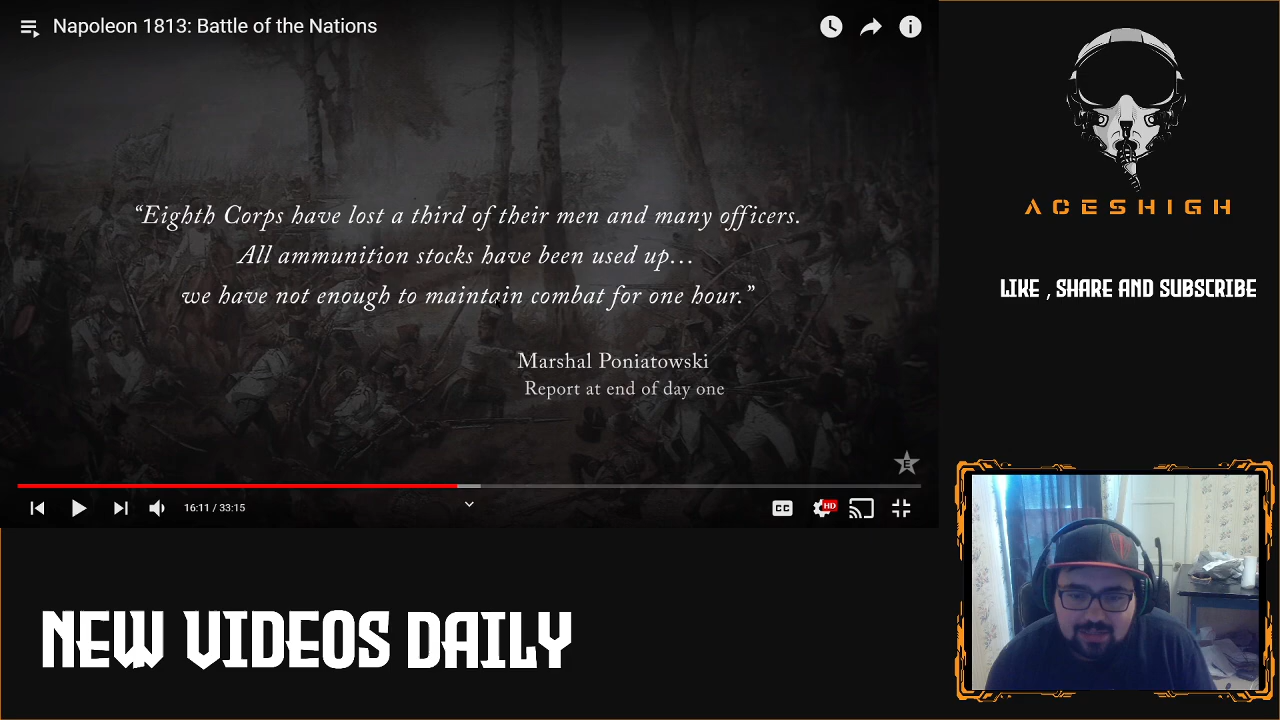 Napoleon 1813: Battle of the Nations
“Eighth Corps have lost a third of their men and many officers.
All ammunition stocks have been used up...
we have not enough to maintain combat for one hour.”
Marshal Poniatowski
Report at end of day one
E
16:11 / 33:15
CC
HD
ACESHIGH
LIKE , SHARE AND SUBSCRIBE
NEW VIDEOS DAILY